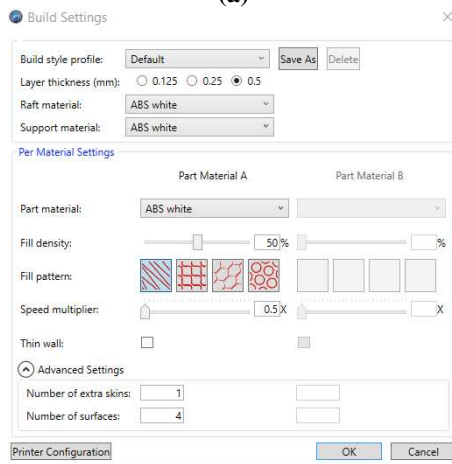 (a)
Build Settings
Build style profile: Default Save As Delete
Layer thickness (mm): 0.125 0.25 0.5
Raft material: ABS white
Support material: ABS white
Per Material Settings
Part Material A Part Material B
Part material: ABS white
Fill density: 50 % %
Fill pattern:
Speed multiplier: 0.5 X X
Thin wall:
Advanced Settings
Number of extra skins: 1
Number of surfaces: 4
Printer Configuration OK Cancel